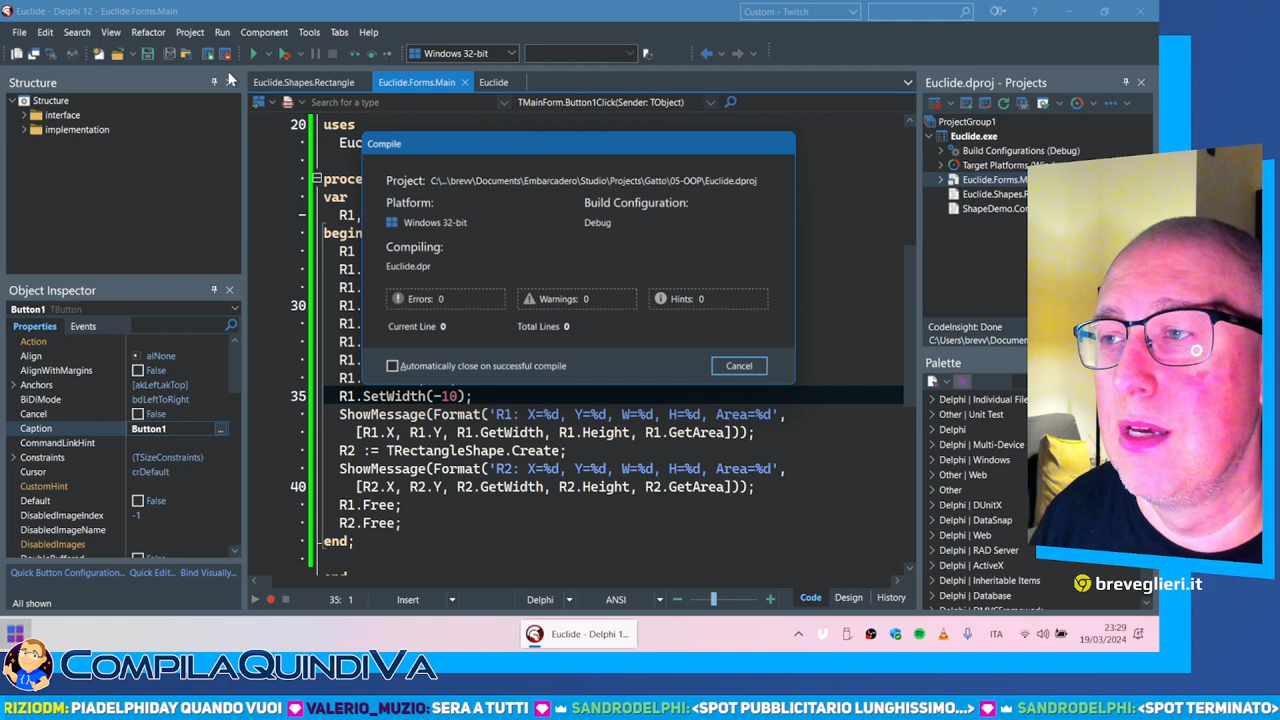 Euclide - Delphi 12 - Euclide.Forms.Main
Custom - Twitch
File Edit Search View Refactor Project Run Component Tools Tabs Help
Windows 32-bit
Structure
Structure
interface
implementation
Euclide.Shapes.Rectangle Euclide.Forms.Main Euclide
Search for a type TMainForm.Button1Click(Sender: TObject)
20 uses
Euc
proce
var
R1,
begin
R1
R1.
30 R1.
R1.
R1.
R1.
R1.
35 R1.SetWidth(-10);
ShowMessage(Format('R1: X=%d, Y=%d, W=%d, H=%d, Area=%d',
[R1.X, R1.Y, R1.GetWidth, R1.Height, R1.GetArea]));
R2 := TRectangleShape.Create;
ShowMessage(Format('R2: X=%d, Y=%d, W=%d, H=%d, Area=%d',
40 [R2.X, R2.Y, R2.GetWidth, R2.Height, R2.GetArea]));
R1.Free;
R2.Free;
end;
Compile
Project: C:\...\brevv\Documents\Embarcadero\Studio\Projects\Gatto\05-OOP\Euclide.dproj
Platform: Build Configuration:
Windows 32-bit Debug
Compiling:
Euclide.dpr
Errors: 0 Warnings: 0 Hints: 0
Current Line 0 Total Lines 0
Automatically close on successful compile
Cancel
Object Inspector
Button1 TButton
Properties Events
Action
Align alNone
AlignWithMargins False
Anchors [akLeft,akTop]
BiDiMode bdLeftToRight
Cancel False
Caption Button1
CommandLinkHint
Constraints (TSizeConstraints)
Cursor crDefault
CustomHint
Default False
DisabledImageIndex -1
DisabledImageName
DisabledImages
Quick Button Configuration... Quick Edit... Bind Visually...
All shown
35: 1 Insert Delphi ANSI
Code Design History
Euclide.dproj - Projects
ProjectGroup1
Euclide.exe
Build Configurations (Debug)
Target Platforms (Win
Euclide.Forms.M
Euclide.Shapes.R
ShapeDemo.Con
CodeInsight: Done
C:\Users\brevv\Docume
Palette
Delphi | Individual File
Other | Unit Test
Delphi
Delphi | Multi-Device
Delphi | Windows
Other | Web
Other
Delphi | DUnitX
Delphi | DataSnap
Delphi | Web
Delphi | RAD Server
Delphi | ActiveX
Delphi | Inheritable Items
Delphi | Database
breveglieri.it
Euclide - Delphi 1...
ITA
23:29
19/03/2024
COMPILAQUINDIVA
RIZIODM: PIADELPHIDAY QUANDO VUOI VALERIO_MUZIO: SERA A TUTTI SANDRODELPHI: <SPOT PUBBLICITARIO LUNGHISSIMO...> SANDRODELPHI: <SPOT TERMINATO>